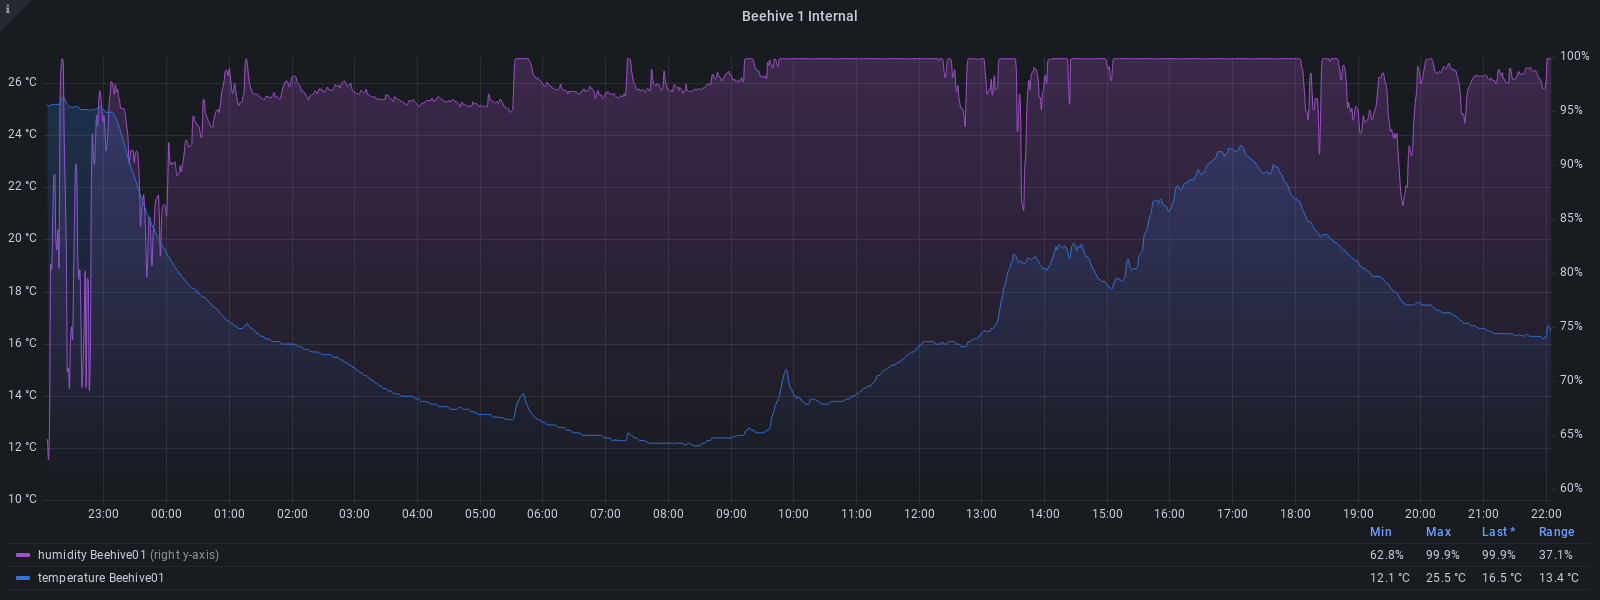 i
Beehive 1 Internal
26 °C
24 °C
22 °C
20 °C
18 °C
16 °C
14 °C
12 °C
10 °C
100%
95%
90%
85%
80%
75%
70%
65%
60%
23:00 00:00 01:00 02:00 03:00 04:00 05:00 06:00 07:00 08:00 09:00 10:00 11:00 12:00 13:00 14:00 15:00 16:00 17:00 18:00 19:00 20:00 21:00 22:00
Min Max Last * Range
humidity Beehive01 (right y-axis) 62.8% 99.9% 99.9% 37.1%
temperature Beehive01 12.1 °C 25.5 °C 16.5 °C 13.4 °C